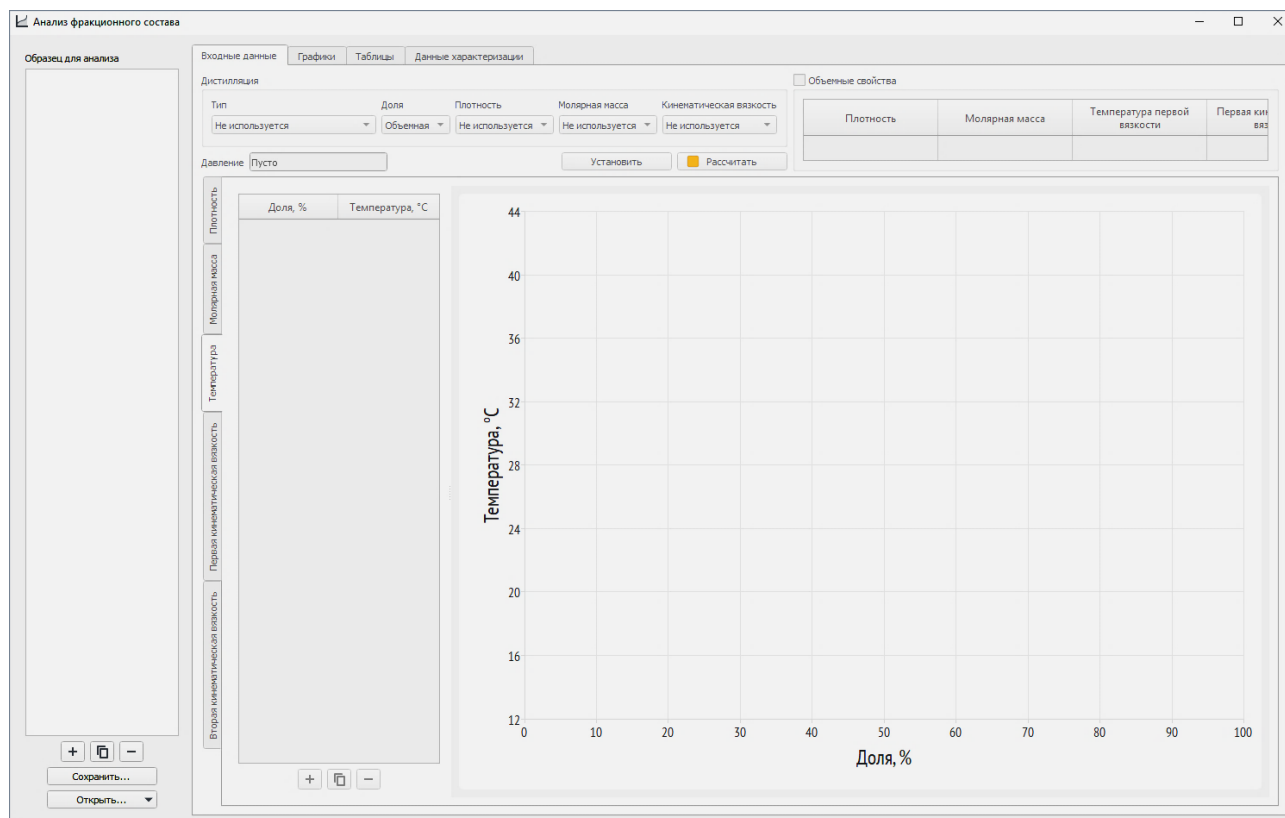 Анализ фракционного состава
Образец для анализа
Входные данные Графики Таблицы Данные характеризации
Дистилляция
Объемные свойства
Тип Доля Плотность Молярная масса Кинематическая вязкость
Не используется Объемная Не используется Не используется Не используется
Плотность Молярная масса Температура первой вязкости Первая кин вяз
Давление Пусто Установить Рассчитать
Плотность
Молярная масса
Температура
Первая кинематическая вязкость
Вторая кинематическая вязкость
Доля, % Температура, °C
44
40
36
32
28
24
20
16
12
Температура, °C
0 10 20 30 40 50 60 70 80 90 100
Доля, %
Сохранить...
Открыть...